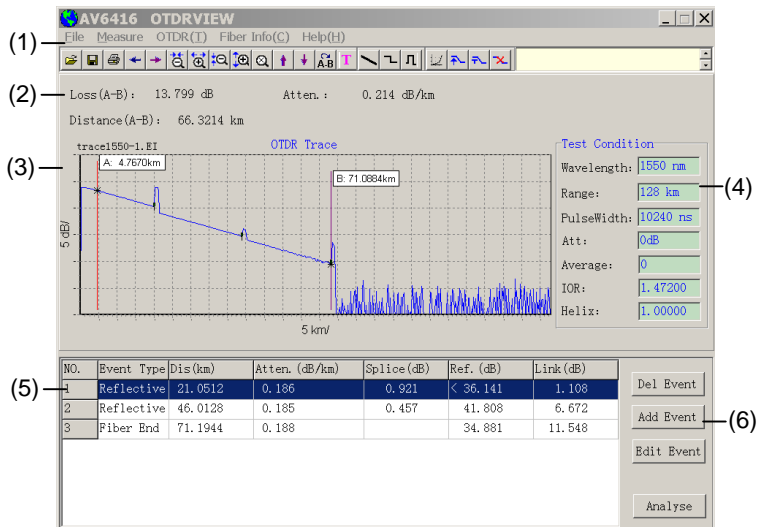 AV6416 OTDRVIEW
(1) File Measure OTDR(T) Fiber Info(C) Help(H)
A-B T
(2) Loss(A-B): 13.799 dB Atten.: 0.214 dB/km
Distance(A-B): 66.3214 km
trace1550-1.EI OTDR Trace
(3)
A: 4.7670km
B: 71.0884km
5 dB/
5 km/
Test Condition
Wavelength: 1550 nm
(4)
Range: 128 km
PulseWidth: 10240 ns
Att: 0dB
Average: 0
IOR: 1.47200
Helix: 1.00000
NO. Event Type Dis(km) Atten. (dB/km) Splice(dB) Ref. (dB) Link(dB)
(5) 1 Reflective 21.0512 0.186 0.921 < 36.141 1.108
2 Reflective 46.0128 0.185 0.457 41.808 6.672
3 Fiber End 71.1944 0.188 34.881 11.548
Del Event
Add Event (6)
Edit Event
Analyse